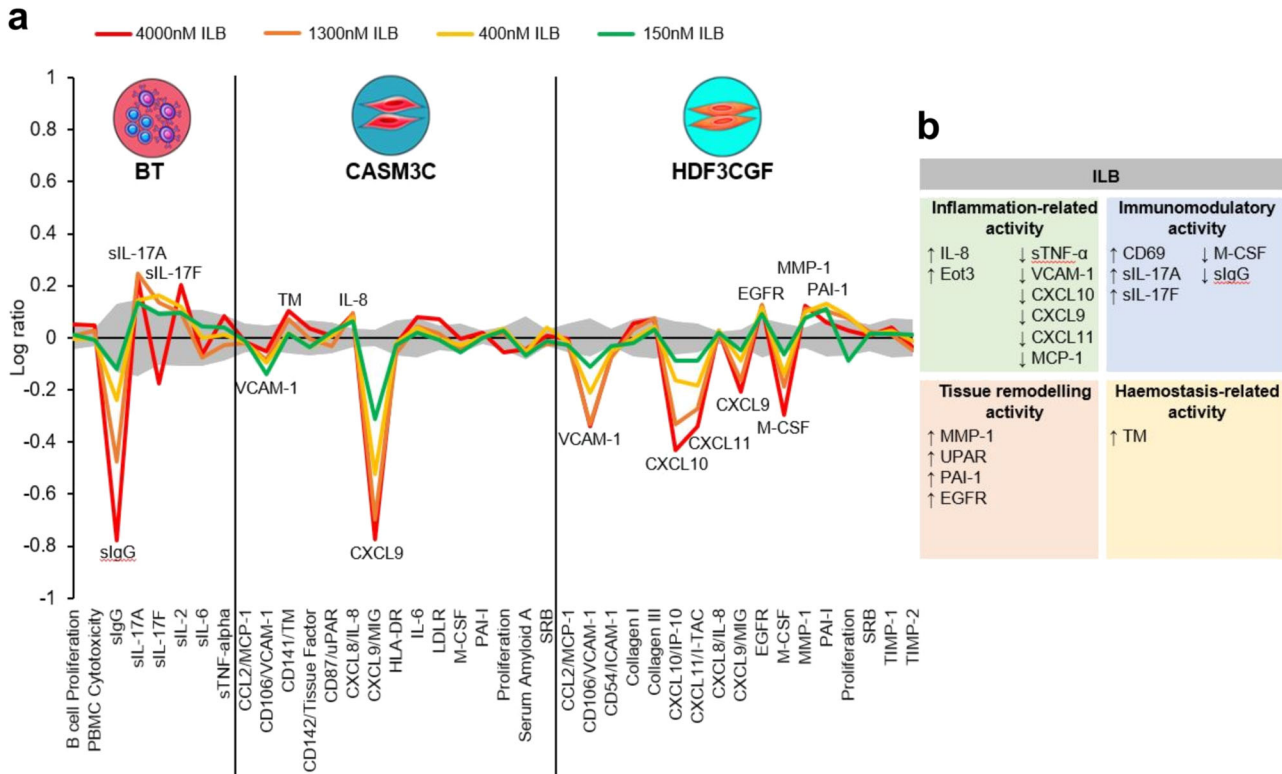 a
4000nM ILB
1300nM ILB
400nM ILB
150nM ILB
1
0.8
0.6
0.4
0.2
0
-0.2
-0.4
-0.6
-0.8
-1
Log ratio
BT
CASM3C
HDF3CGF
sIL-17A
sIL-17F
sIgG
TM
IL-8
VCAM-1
CXCL9
MMP-1
PAI-1
EGFR
CXCL9
M-CSF
VCAM-1
CXCL11
CXCL10
B cell Proliferation
PBMC Cytotoxicity
sIgG
sIL-17A
sIL-17F
sIL-2
sIL-6
sTNF-alpha
CCL2/MCP-1
CD106/VCAM-1
CD141/TM
CD142/Tissue Factor
CD87/uPAR
CXCL8/IL-8
CXCL9/MIG
HLA-DR
IL-6
LDLR
M-CSF
PAI-I
Proliferation
Serum Amyloid A
SRB
CCL2/MCP-1
CD106/VCAM-1
CD54/ICAM-1
Collagen I
Collagen III
CXCL10/IP-10
CXCL11/I-TAC
CXCL8/IL-8
CXCL9/MIG
EGFR
M-CSF
MMP-1
PAI-I
Proliferation
SRB
TIMP-1
TIMP-2
b
ILB
Inflammation-related
activity
↑ IL-8 ↓ sTNF-α
↑ Eot3 ↓ VCAM-1
↓ CXCL10
↓ CXCL9
↓ CXCL11
↓ MCP-1
Immunomodulatory
activity
↑ CD69 ↓ M-CSF
↑ sIL-17A ↓ sIgG
↑ sIL-17F
Tissue remodelling
activity
↑ MMP-1
↑ UPAR
↑ PAI-1
↑ EGFR
Haemostasis-related
activity
↑ TM